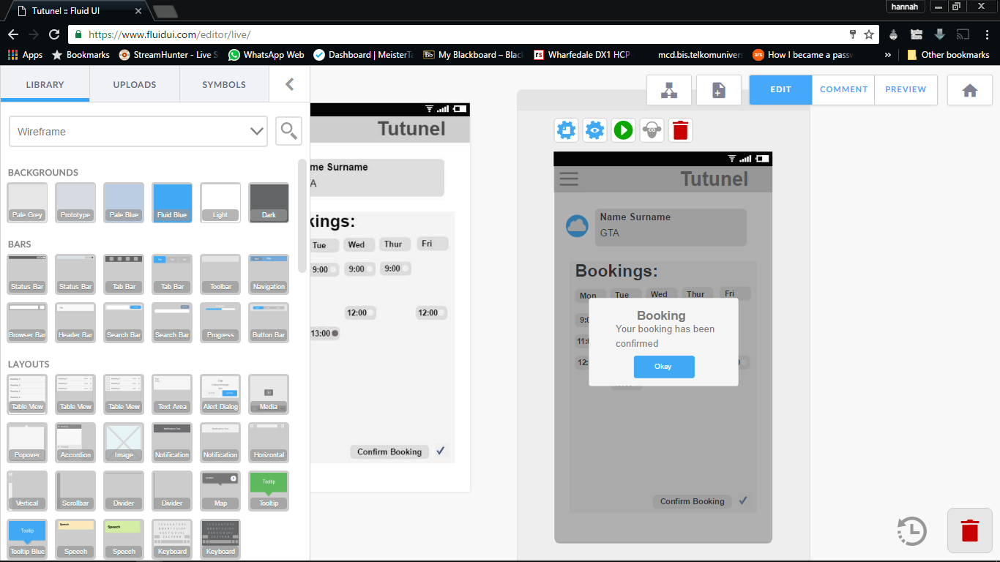 Tutunel :: Fluid UI
hannah
https://www.fluidui.com/editor/live/
Apps
Bookmarks
StreamHunter - Live S
WhatsApp Web
Dashboard | MeisterTa
My Blackboard – Black
Wharfedale DX1 HCP
mcd.bis.telkomunivers
How I became a passw
»
Other bookmarks
LIBRARY
UPLOADS
SYMBOLS
EDIT
COMMENT
PREVIEW
Wireframe
BACKGROUNDS
Pale Grey
Prototype
Pale Blue
Fluid Blue
Light
Dark
BARS
Status Bar
Status Bar
Tab Bar
Tab Bar
Toolbar
Navigation
Browser Bar
Header Bar
Search Bar
Search Bar
Progress
Button Bar
LAYOUTS
Table View
Table View
Table View
Text Area
Alert Dialog
Media
Popover
Accordion
Image
Notification
Notification
Horizontal
Vertical
Scrollbar
Divider
Divider
Map
Tooltip
Tooltip
Tooltip
Tooltip Blue
Speech
Speech
Speech
Speech
Keyboard
Keyboard
Tutunel
me Surname
A
kings:
Tue Wed Thur Fri
9:00 9:00 9:00
12:00 12:00
13:00
Confirm Booking
Tutunel
Name Surname
GTA
Bookings:
Mon Tue Wed Thur Fri
9:0
11:0
12:
Booking
Your booking has been
confirmed
Okay
Confirm Booking